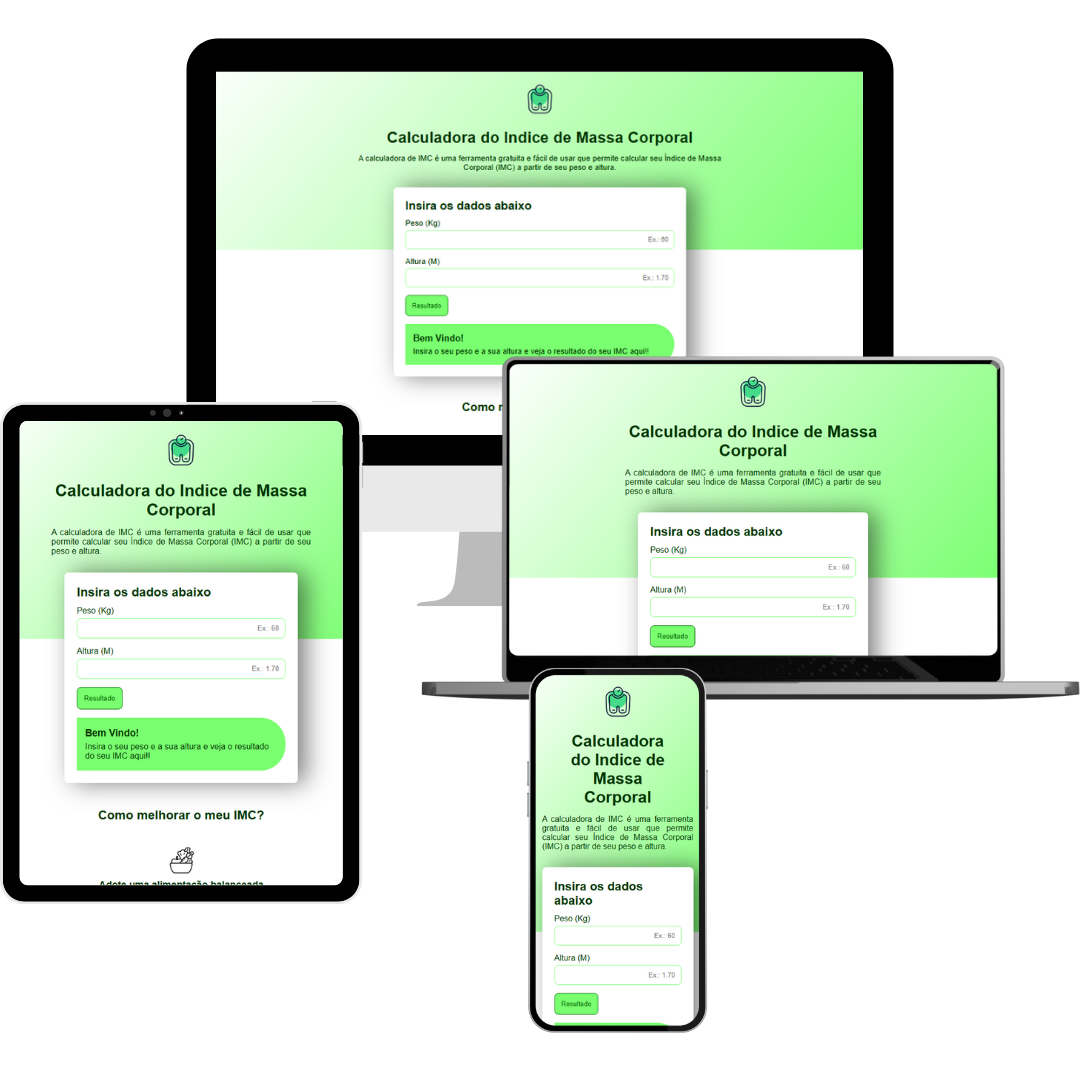 Calculadora do Indice de Massa Corporal
A calculadora de IMC é uma ferramenta gratuita e fácil de usar que permite calcular seu Índice de Massa
Corporal (IMC) a partir de seu peso e altura.
Insira os dados abaixo
Peso (Kg)
Ex.: 60
Altura (M)
Ex.: 1.70
Resultado
Bem Vindo!
Insira o seu peso e a sua altura e veja o resultado do seu IMC aqui!!
Como
Calculadora do Indice de Massa
Corporal
A calculadora de IMC é uma ferramenta gratuita e fácil de usar que
permite calcular seu Índice de Massa Corporal (IMC) a partir de seu
peso e altura.
Insira os dados abaixo
Peso (Kg)
Ex.: 60
Altura (M)
Ex.: 1.70
Resultado
Calculadora do Indice de Massa
Corporal
A calculadora de IMC é uma ferramenta gratuita e fácil de usar que
permite calcular seu Índice de Massa Corporal (IMC) a partir de seu
peso e altura.
Insira os dados abaixo
Peso (Kg)
Ex.: 60
Altura (M)
Ex.: 1.70
Resultado
Bem Vindo!
Insira o seu peso e a sua altura e veja o resultado
do seu IMC aqui!!
Como melhorar o meu IMC?
Adote uma alimentação balanceada
Calculadora
do Indice de
Massa
Corporal
A calculadora de IMC é uma ferramenta
gratuita e fácil de usar que permite
calcular seu Índice de Massa Corporal
(IMC) a partir de seu peso e altura.
Insira os dados
abaixo
Peso (Kg)
Ex.: 60
Altura (M)
Ex.: 1.70
Resultado